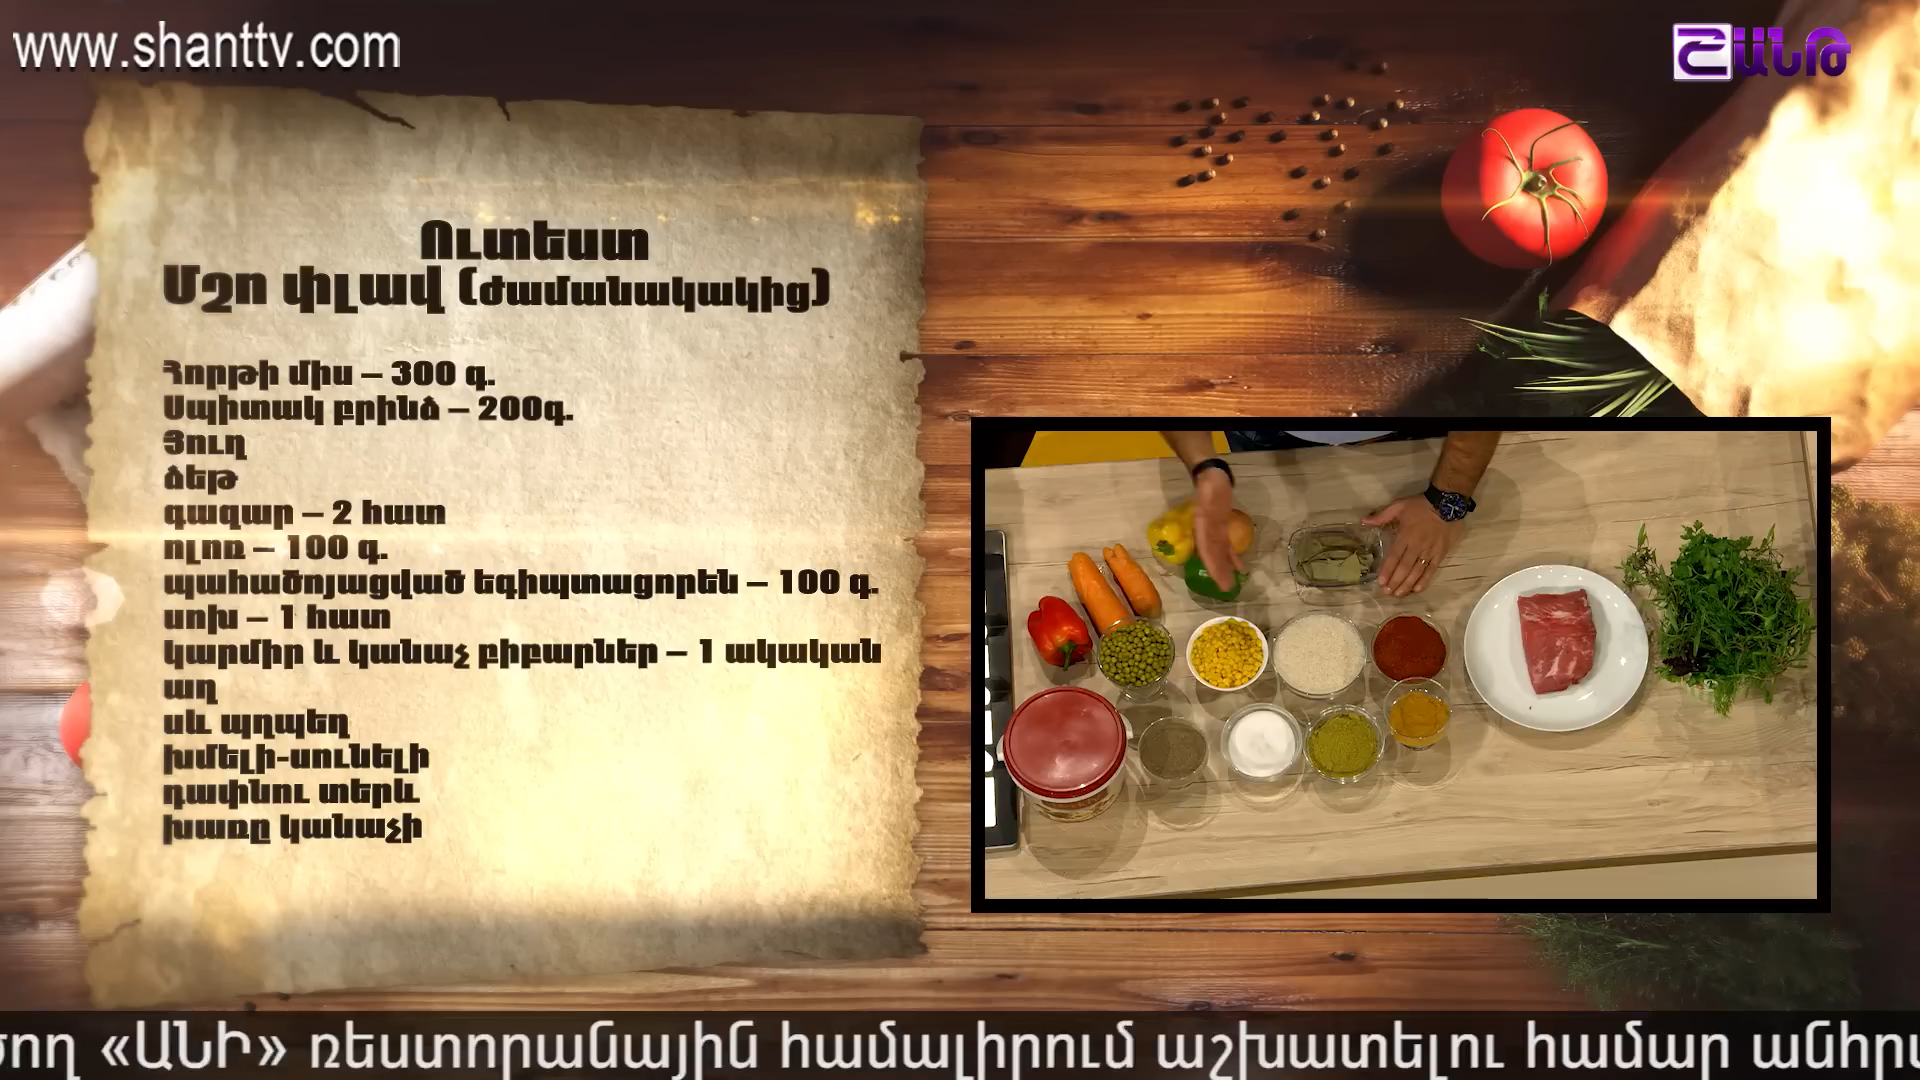 www.shanttv.com
ՇԱՆԹ
Ուտեստ
Մշո փլավ (ժամանակակից)
Հորթի միս – 300 գ.
Սպիտակ բրինձ – 200գ.
Յուղ
ձեթ
գազար – 2 հատ
ոլոռ – 100 գ.
պահածոյացված եգիպտացորեն – 100 գ.
սոխ – 1 հատ
կարմիր և կանաչ բիբարներ – 1 ական
աղ
սև պղպեղ
խմելի-սունելի
դափնու տերև
խառը կանաչի
ծող «ԱՆԻ» ռեստորանային համալիրում աշխատելու համար անհրա